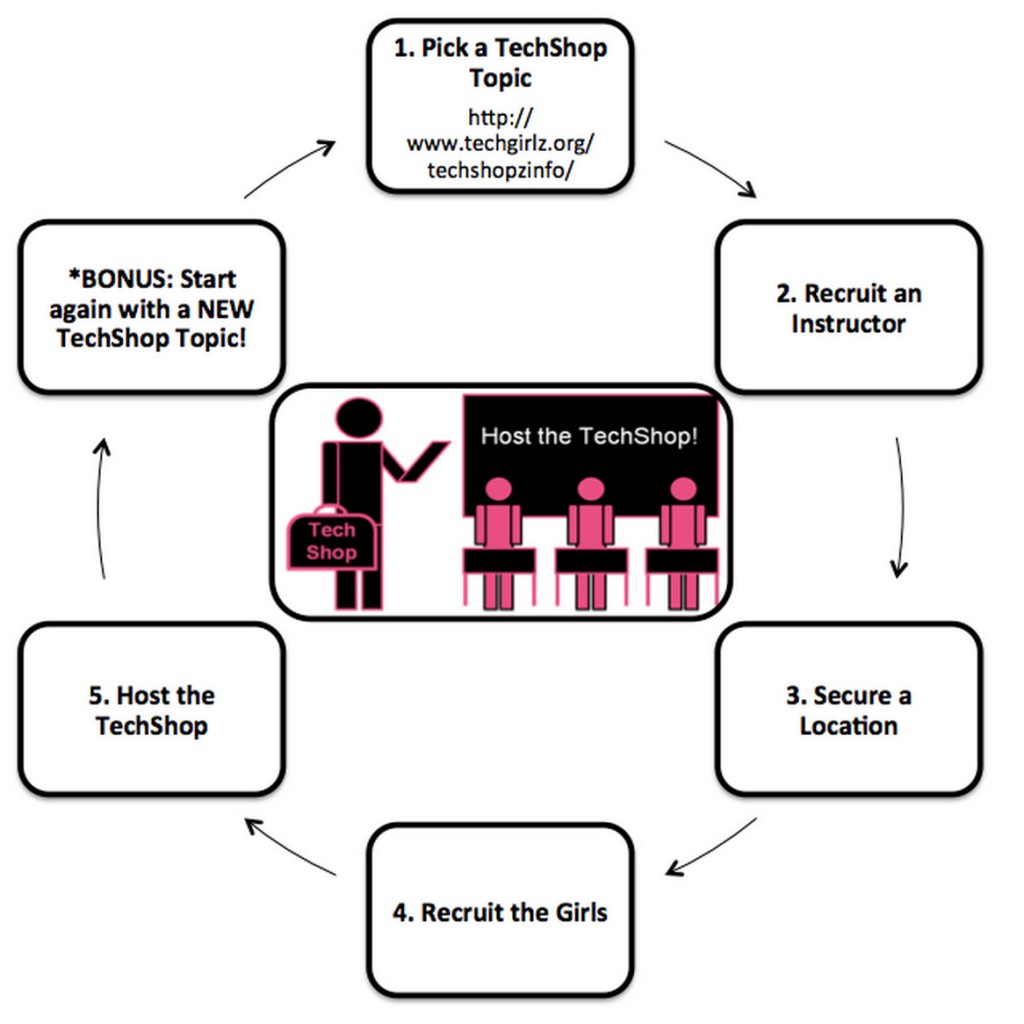 1. Pick a TechShop
Topic
http://
www.techgirlz.org/
techshopzinfo/
2. Recruit an
Instructor
3. Secure a
Location
4. Recruit the Girls
5. Host the
TechShop
*BONUS: Start
again with a NEW
TechShop Topic!
Host the TechShop!
Tech
Shop